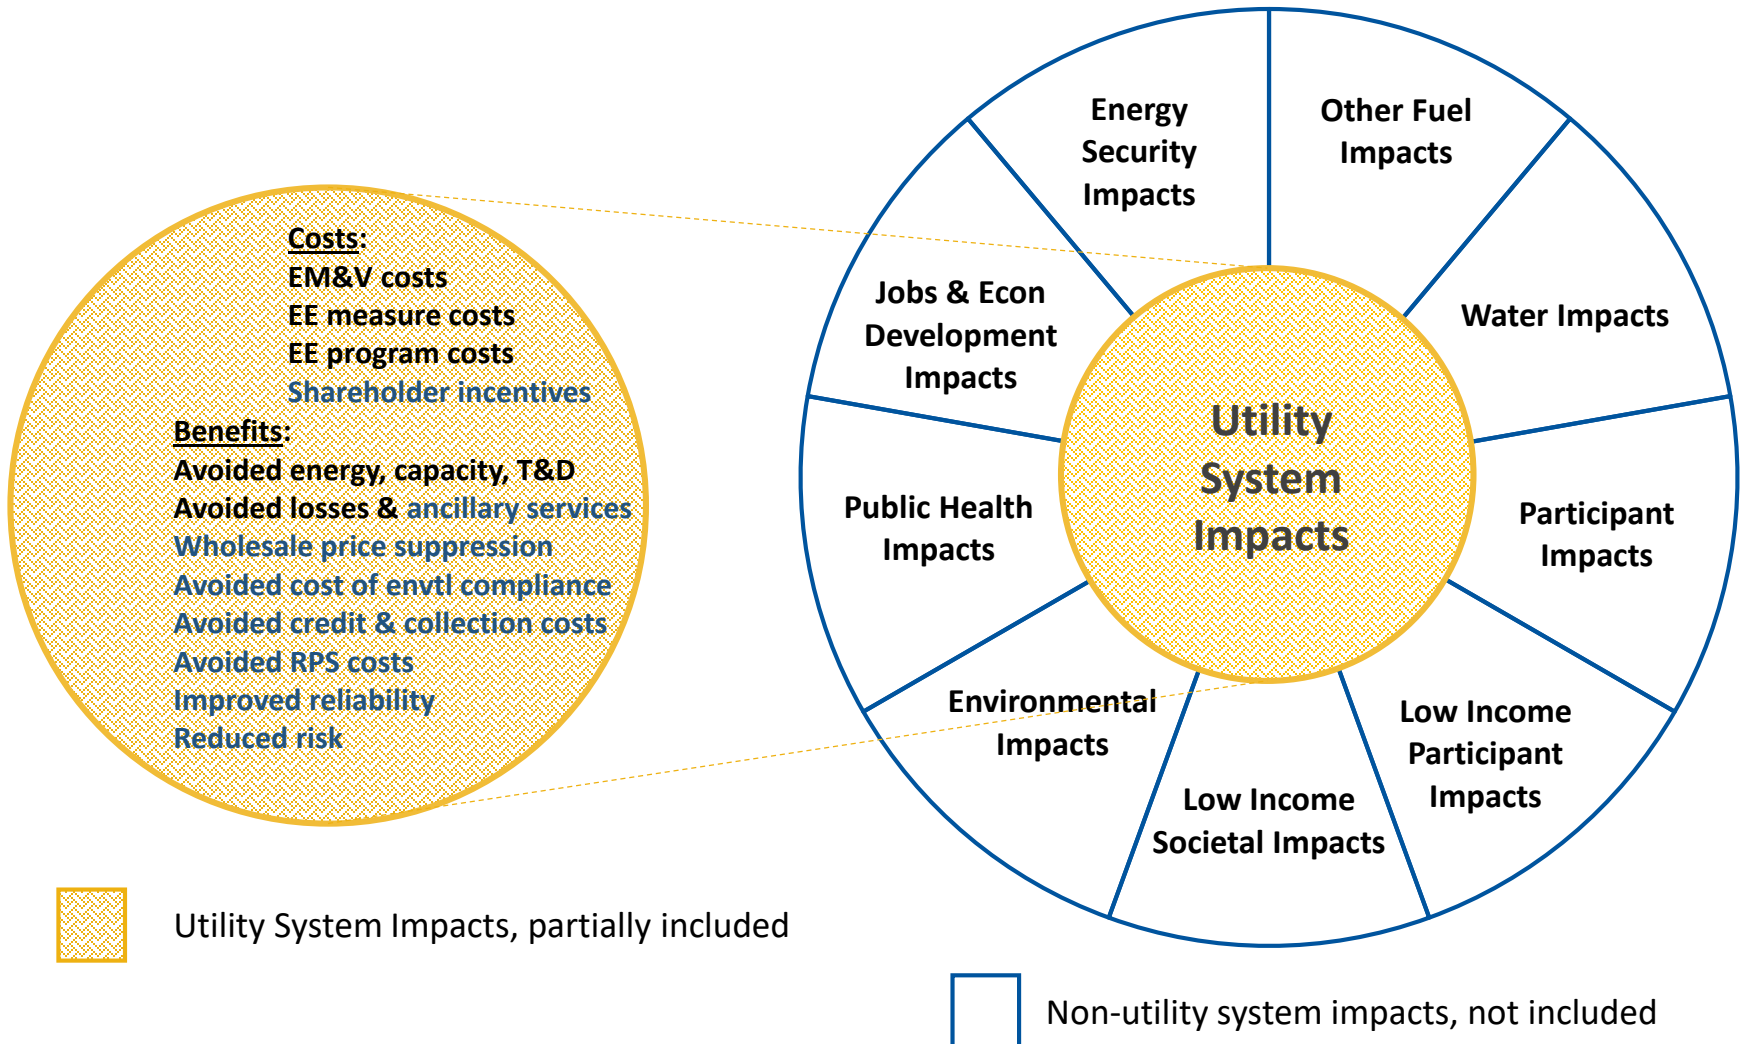 Costs:
EM&V costs
EE measure costs
EE program costs
Shareholder incentives
Benefits:
Avoided energy, capacity, T&D
Avoided losses & ancillary services
Wholesale price suppression
Avoided cost of envtl compliance
Avoided credit & collection costs
Avoided RPS costs
Improved reliability
Reduced risk
Energy
Security
Impacts
Other Fuel
Impacts
Water Impacts
Participant
Impacts
Low Income
Participant
Impacts
Low Income
Societal Impacts
Environmental
Impacts
Public Health
Impacts
Jobs & Econ
Development
Impacts
Utility
System
Impacts
Utility System Impacts, partially included
Non-utility system impacts, not included